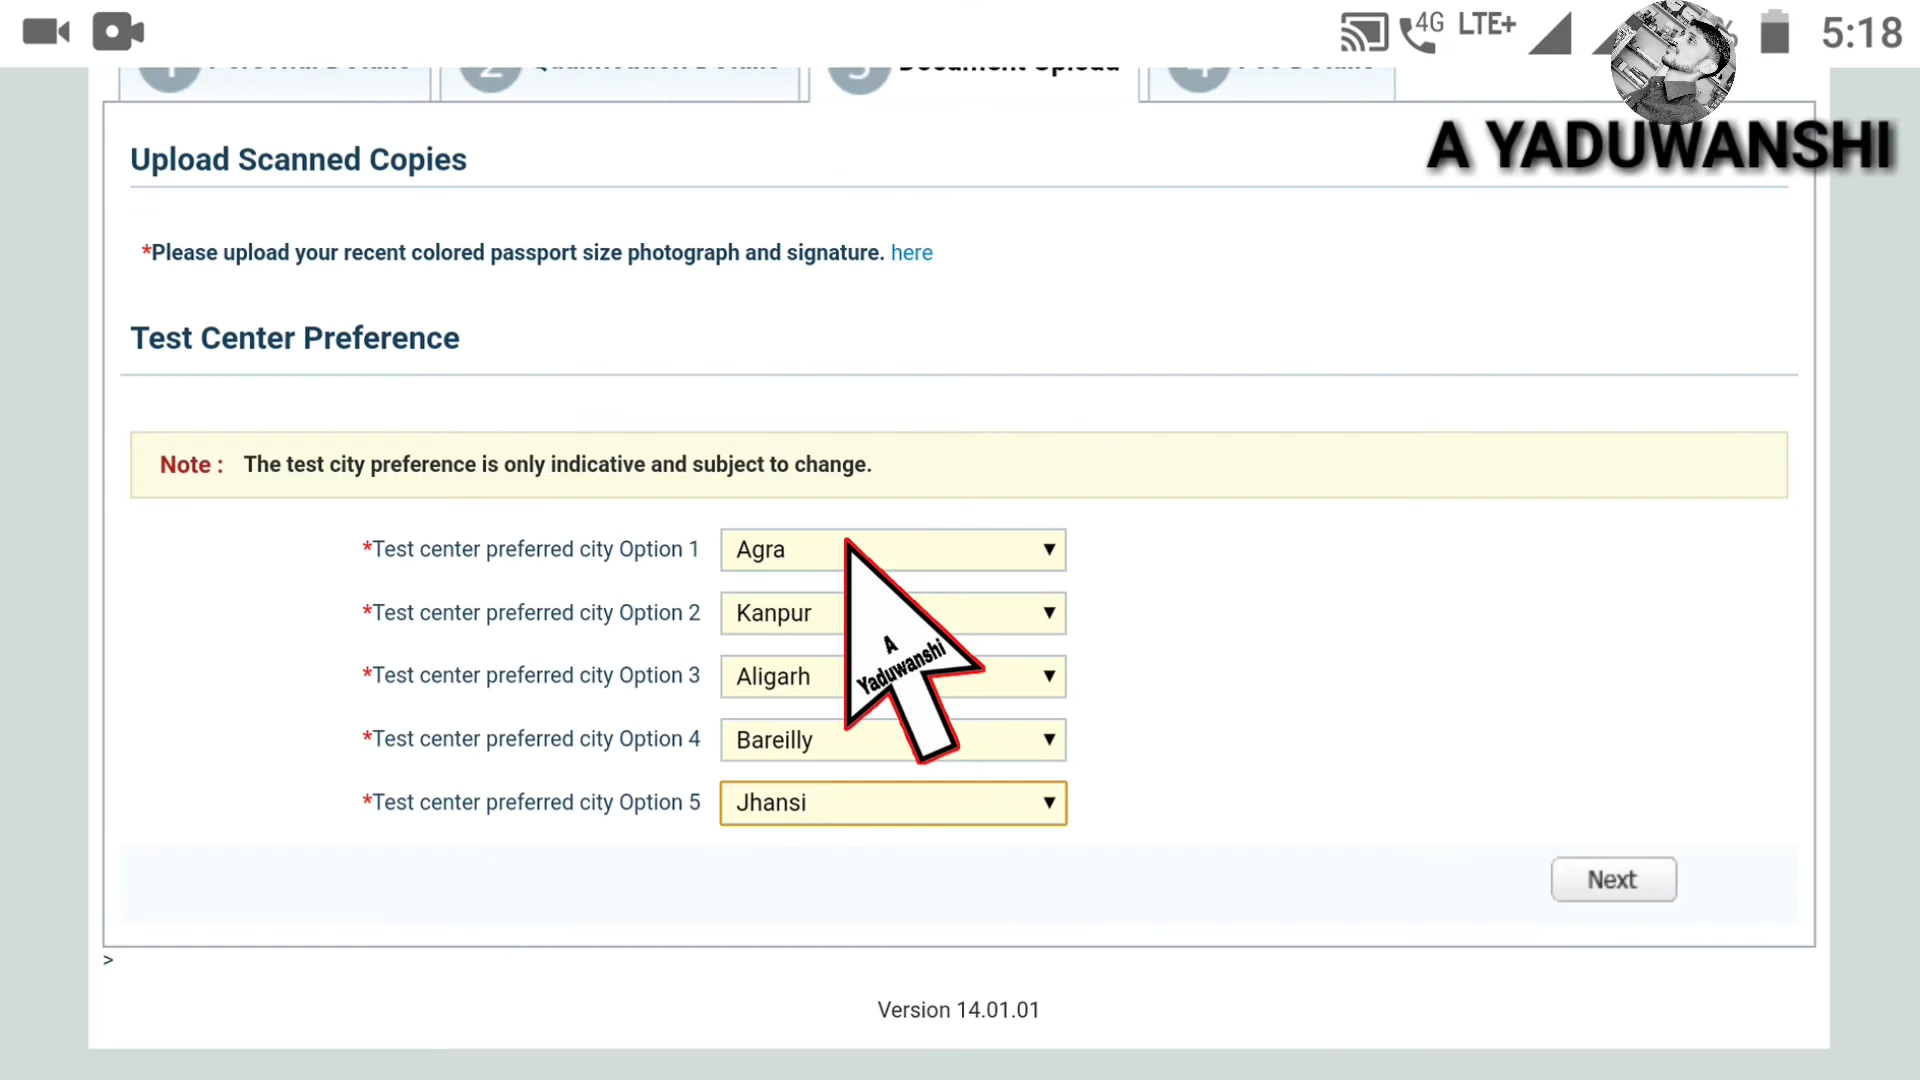 4G LTE+ 5:18
3 Document Upload
A YADUWANSHI
Upload Scanned Copies
*Please upload your recent colored passport size photograph and signature. here
Test Center Preference
Note : The test city preference is only indicative and subject to change.
*Test center preferred city Option 1 Agra
*Test center preferred city Option 2 Kanpur
*Test center preferred city Option 3 Aligarh
*Test center preferred city Option 4 Bareilly
*Test center preferred city Option 5 Jhansi
A
Yaduwanshi
Next
>
Version 14.01.01